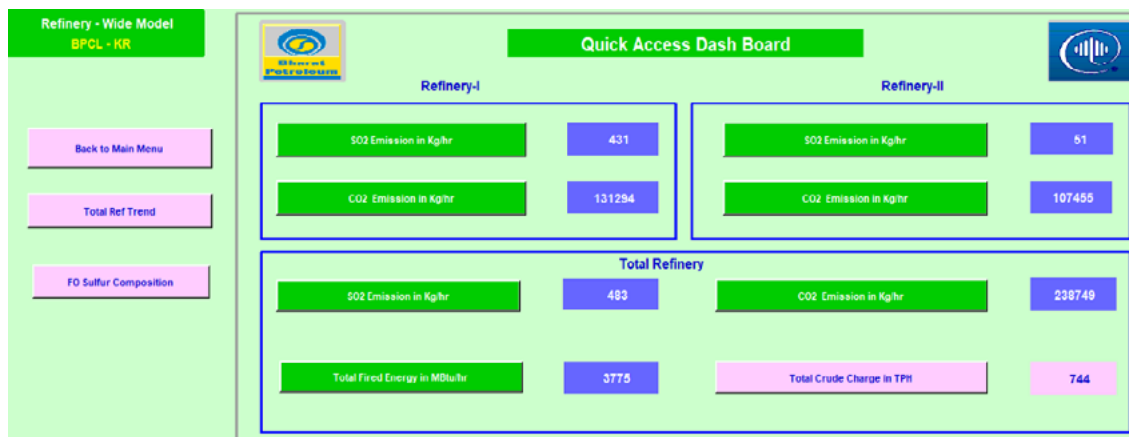 Refinery - Wide Model
BPCL - KR
Back to Main Menu
Total Ref Trend
FO Sulfur Composition
Bharat
Petroleum
Quick Access Dash Board
Refinery-I
SO2 Emission in Kg/hr
431
CO2 Emission in Kg/hr
131294
Refinery-II
SO2 Emission in Kg/hr
51
CO2 Emission in Kg/hr
107455
Total Refinery
SO2 Emission in Kg/hr
483
CO2 Emission in Kg/hr
238749
Total Fired Energy in MBtu/hr
3775
Total Crude Charge in TPH
744